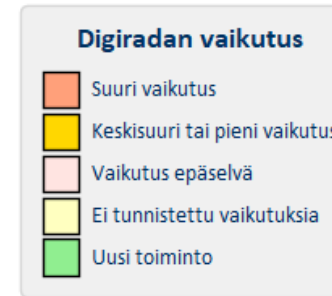 Digiradan vaikutus
Suuri vaikutus
Keskisuuri tai pieni vaikutus
Vaikutus epäselvä
Ei tunnistettu vaikutuksia
Uusi toiminto